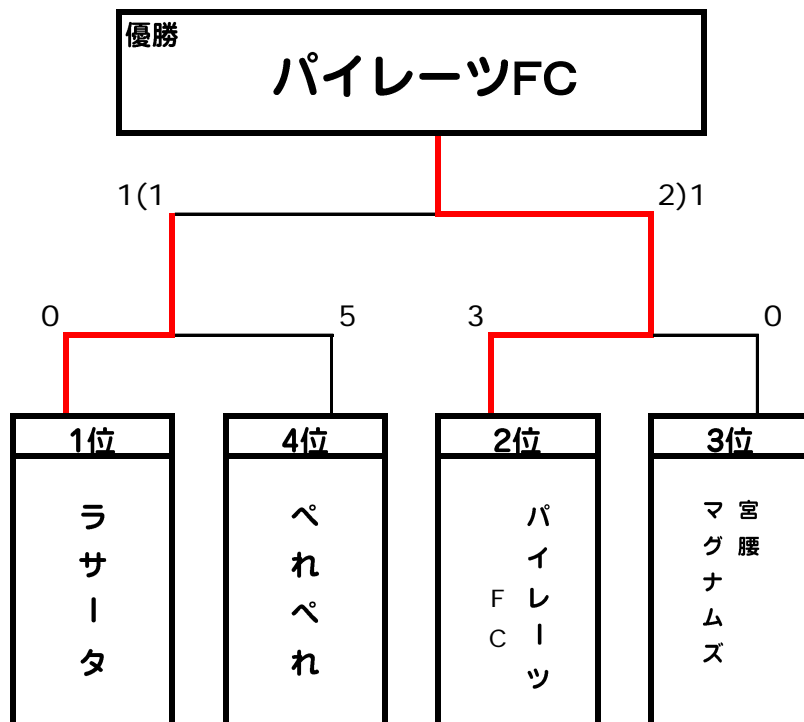 優勝
パイレーツFC
1(1
2)1
0
5
3
0
1位
4位
2位
3位
ラサータ
ぺれぺれ
パイレーツ
FC
宮腰
マグナムズ